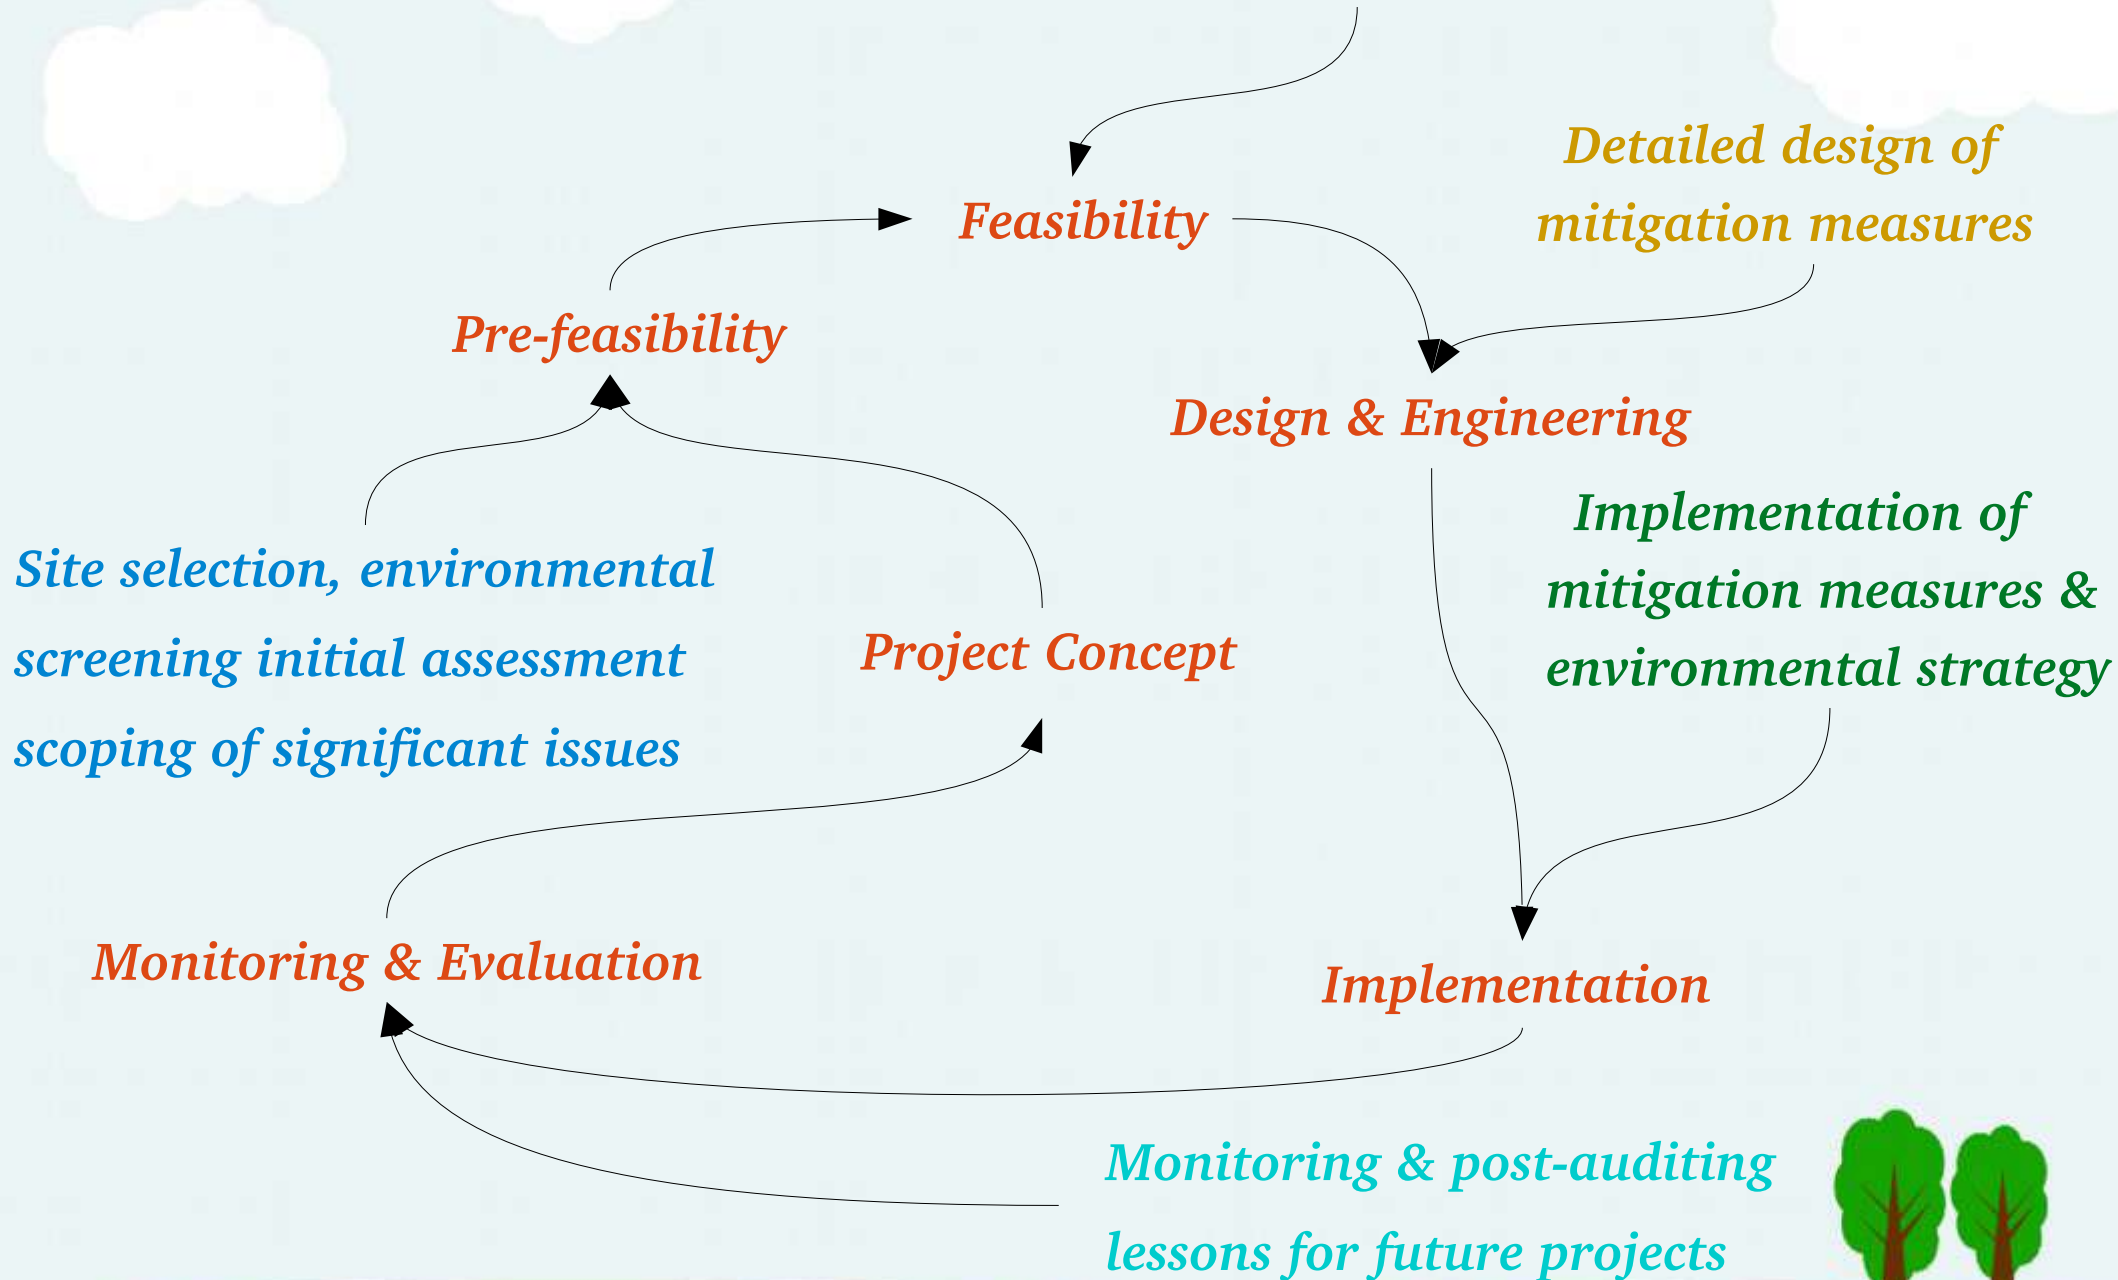 Detailed design of
mitigation measures
Feasibility
Pre-feasibility
Design & Engineering
Implementation of
mitigation measures &
environmental strategy
Site selection, environmental
screening initial assessment
scoping of significant issues
Project Concept
Monitoring & Evaluation
Implementation
Monitoring & post-auditing
lessons for future projects